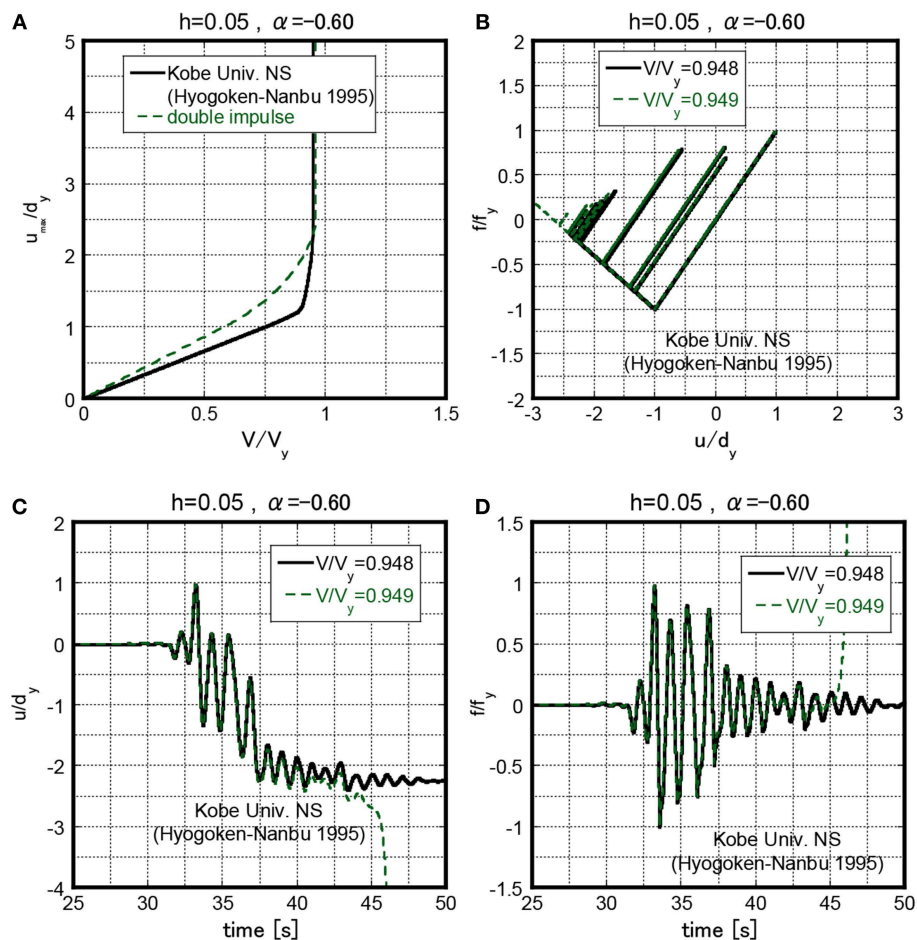 A
h=0.05 , α=-0.60
5
4
3
2
1
0
u_max/d_y
Kobe Univ. NS
(Hyogoken-Nanbu 1995)
double impulse
0
0.5
1
1.5
V/V_y
B
h=0.05 , α=-0.60
2
1.5
1
0.5
0
-0.5
-1
-1.5
-2
f/f_y
V/V_y=0.948
V/V_y=0.949
Kobe Univ. NS
(Hyogoken-Nanbu 1995)
-3
-2
-1
0
1
2
3
u/d_y
C
h=0.05 , α=-0.60
2
1
0
-1
-2
-3
-4
u/d_y
V/V_y=0.948
V/V_y=0.949
Kobe Univ. NS
(Hyogoken-Nanbu 1995)
25
30
35
40
45
50
time [s]
D
h=0.05 , α=-0.60
1.5
1
0.5
0
-0.5
-1
-1.5
f/f_y
V/V_y=0.948
V/V_y=0.949
Kobe Univ. NS
(Hyogoken-Nanbu 1995)
25
30
35
40
45
50
time [s]